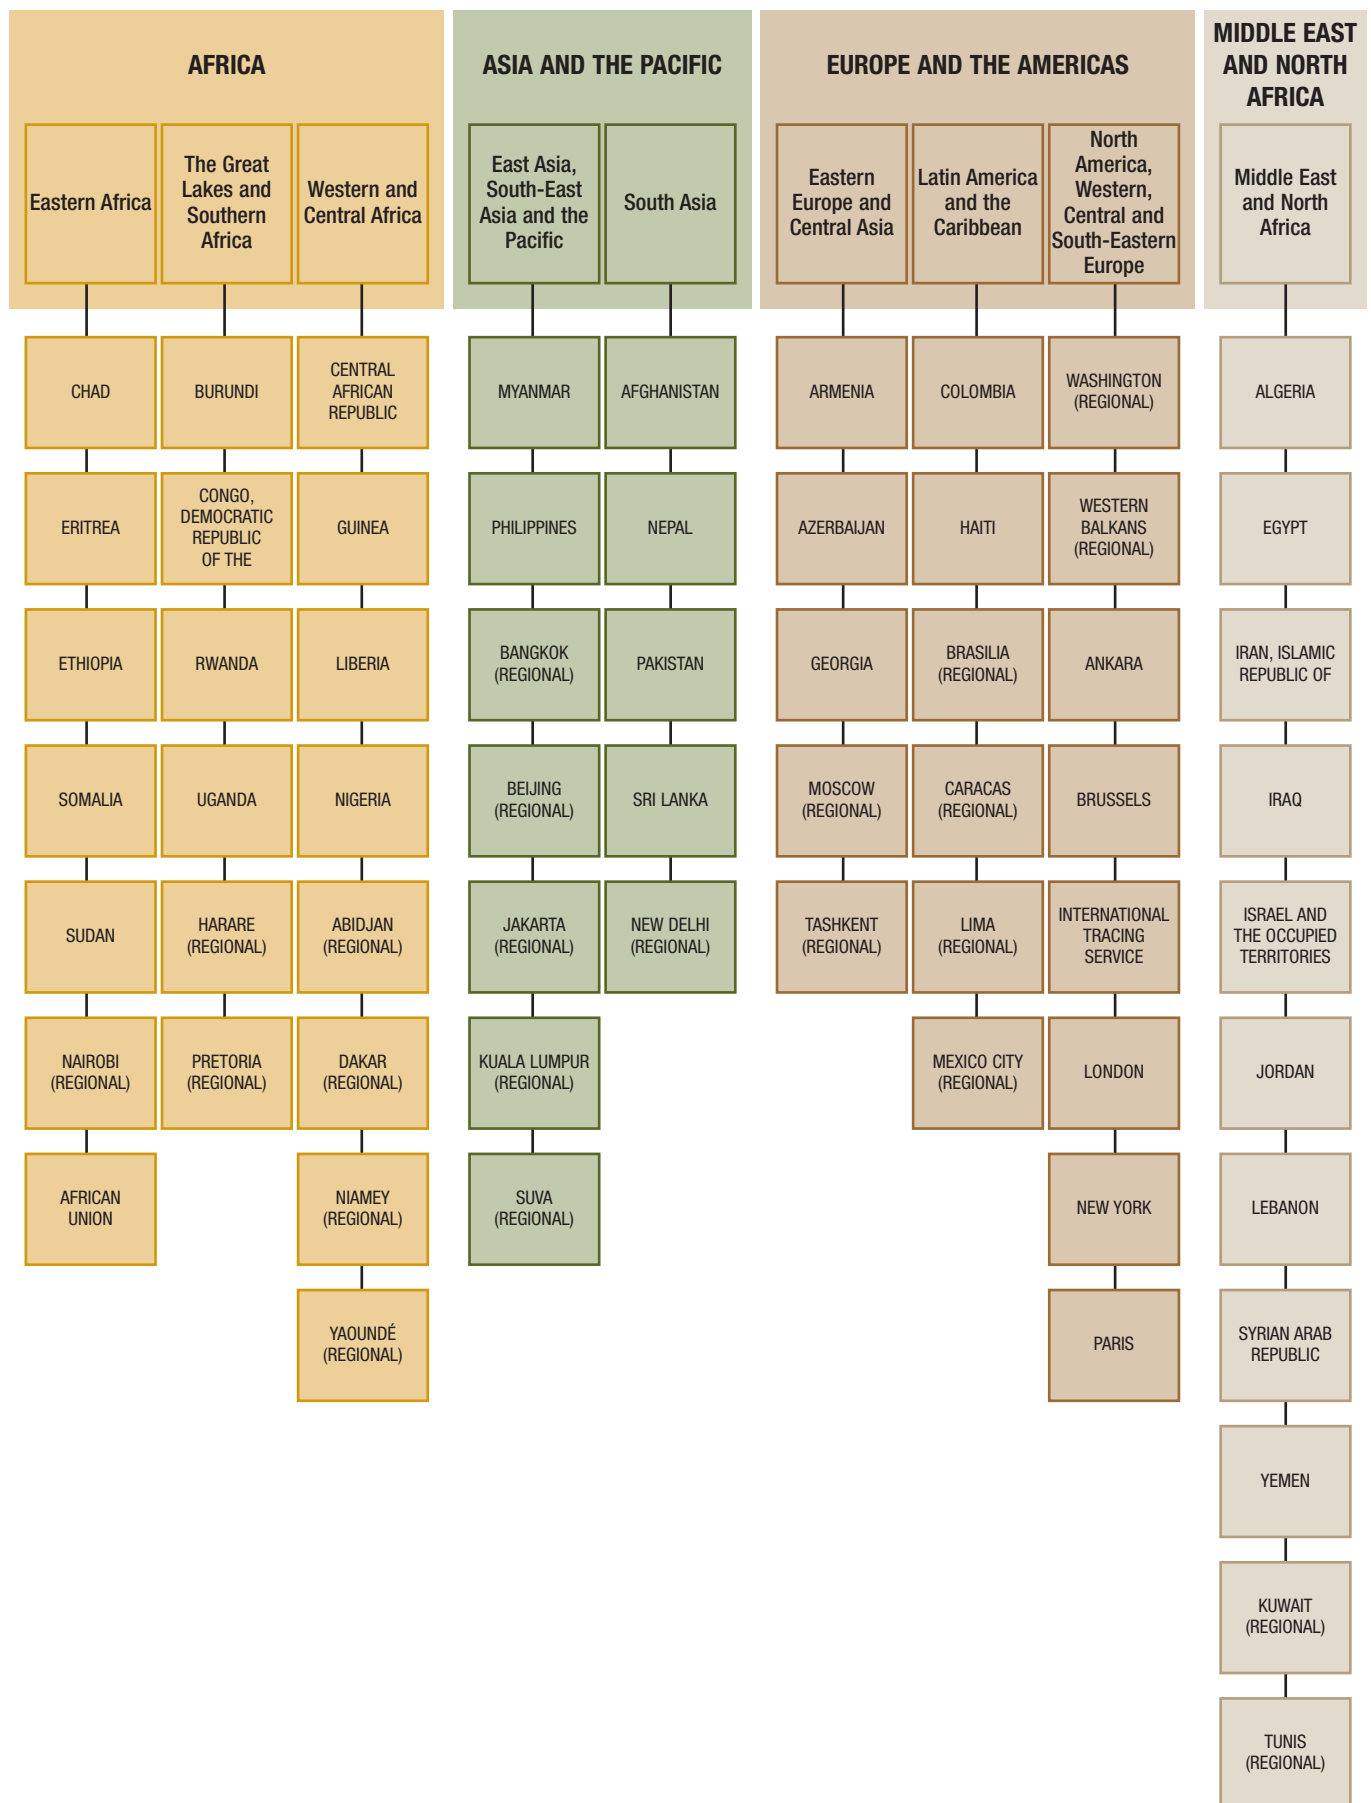 AFRICA
Eastern Africa
CHAD
ERITREA
ETHIOPIA
SOMALIA
SUDAN
NAIROBI
(REGIONAL)
AFRICAN
UNION
The Great
Lakes and
Southern
Africa
BURUNDI
CONGO,
DEMOCRATIC
REPUBLIC
OF THE
RWANDA
UGANDA
HARARE
(REGIONAL)
PRETORIA
(REGIONAL)
Western and
Central Africa
CENTRAL
AFRICAN
REPUBLIC
GUINEA
LIBERIA
NIGERIA
ABIDJAN
(REGIONAL)
DAKAR
(REGIONAL)
NIAMEY
(REGIONAL)
YAOUNDÉ
(REGIONAL)
ASIA AND THE PACIFIC
East Asia,
South-East
Asia and the
Pacific
MYANMAR
PHILIPPINES
BANGKOK
(REGIONAL)
BEIJING
(REGIONAL)
JAKARTA
(REGIONAL)
KUALA LUMPUR
(REGIONAL)
SUVA
(REGIONAL)
South Asia
AFGHANISTAN
NEPAL
PAKISTAN
SRI LANKA
NEW DELHI
(REGIONAL)
EUROPE AND THE AMERICAS
Eastern
Europe and
Central Asia
ARMENIA
AZERBAIJAN
GEORGIA
MOSCOW
(REGIONAL)
TASHKENT
(REGIONAL)
Latin America
and the
Caribbean
COLOMBIA
HAITI
BRASILIA
(REGIONAL)
CARACAS
(REGIONAL)
LIMA
(REGIONAL)
MEXICO CITY
(REGIONAL)
North
America,
Western,
Central and
South-Eastern
Europe
WASHINGTON
(REGIONAL)
WESTERN
BALKANS
(REGIONAL)
ANKARA
BRUSSELS
INTERNATIONAL
TRACING
SERVICE
LONDON
NEW YORK
PARIS
MIDDLE EAST
AND NORTH
AFRICA
Middle East
and North
Africa
ALGERIA
EGYPT
IRAN, ISLAMIC
REPUBLIC OF
IRAQ
ISRAEL AND
THE OCCUPIED
TERRITORIES
JORDAN
LEBANON
SYRIAN ARAB
REPUBLIC
YEMEN
KUWAIT
(REGIONAL)
TUNIS
(REGIONAL)